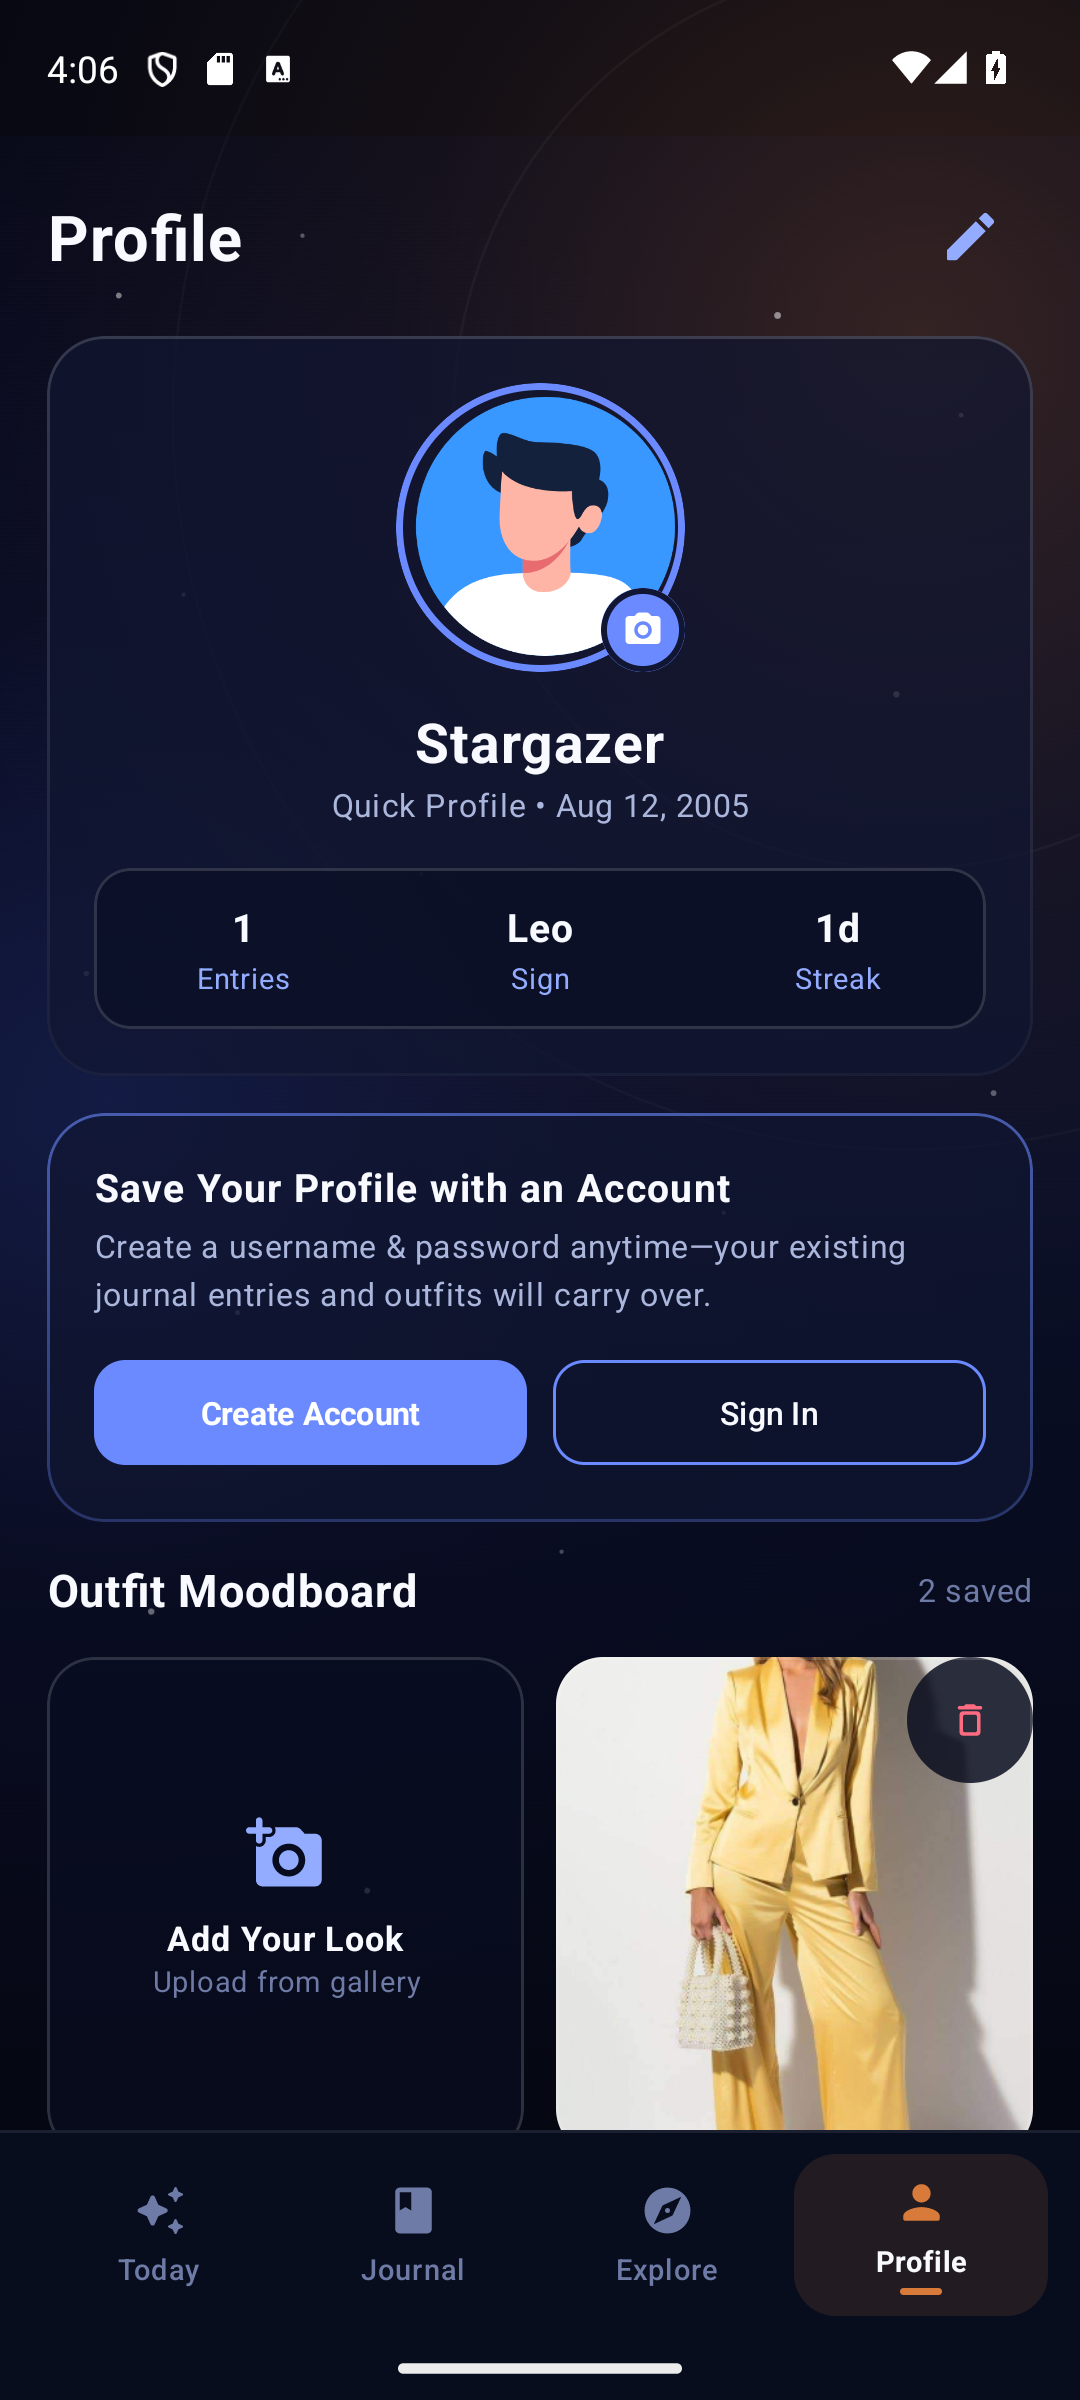 4:06
Profile
Stargazer
Quick Profile • Aug 12, 2005
1
Leo
1d
Entries
Sign
Streak
Save Your Profile with an Account
Create a username & password anytime—your existing
journal entries and outfits will carry over.
Create Account
Sign In
Outfit Moodboard
2 saved
Add Your Look
Upload from gallery
Today
Journal
Explore
Profile